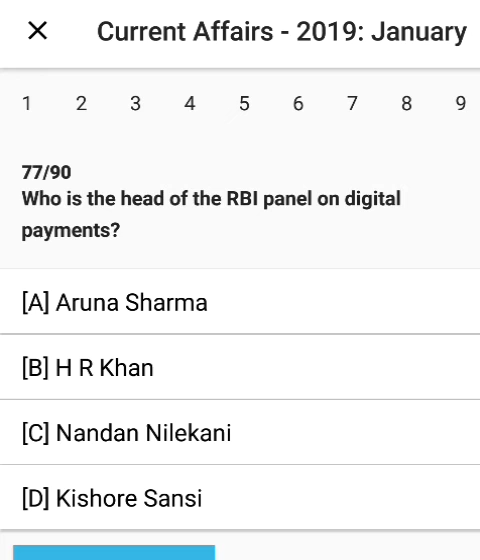 × Current Affairs - 2019: January
1 2 3 4 5 6 7 8 9
77/90
Who is the head of the RBI panel on digital
payments?
[A] Aruna Sharma
[B] H R Khan
[C] Nandan Nilekani
[D] Kishore Sansi